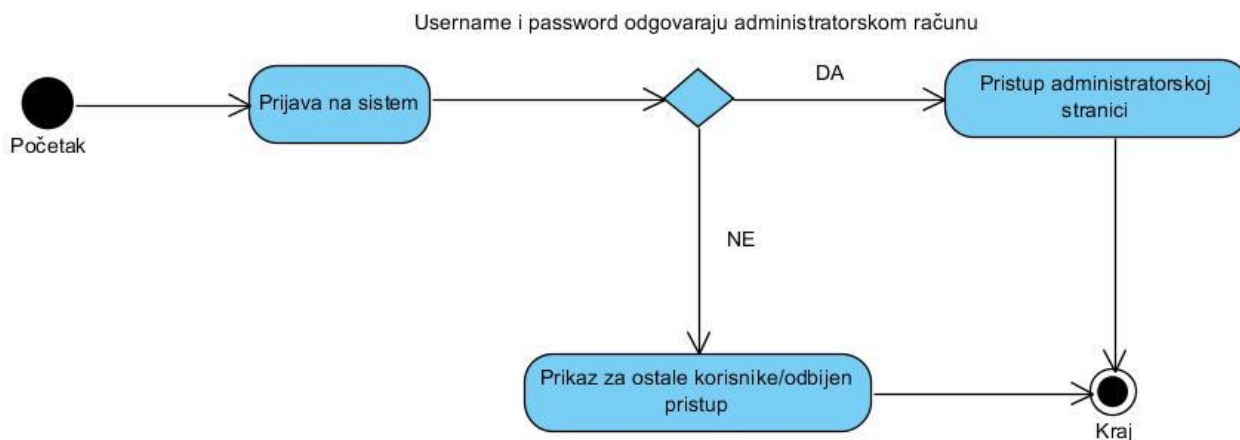 Username i password odgovaraju administratorskom računu
DA
Prijava na sistem
Pristup administratorskoj
stranici
Početak
NE
Prikaz za ostale korisnike/odbijen
pristup
Kraj